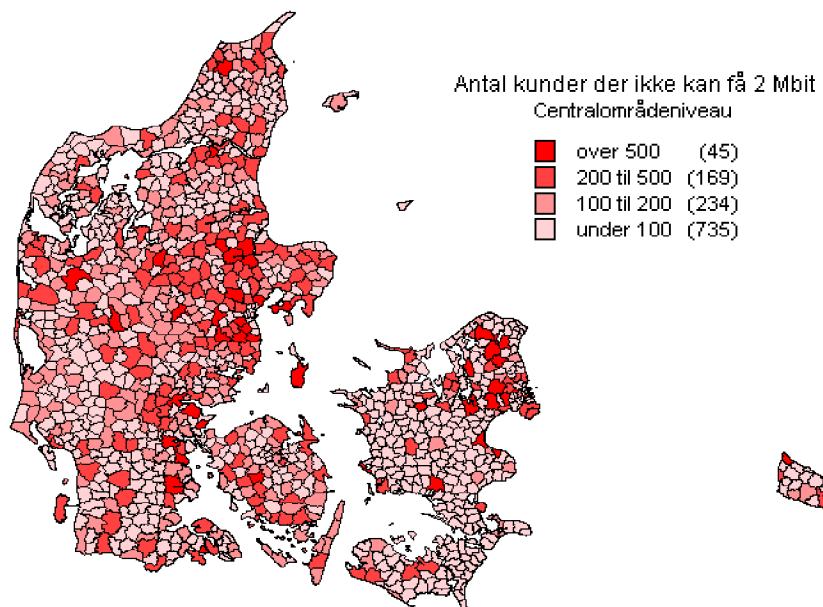 Antal kunder der ikke kan få 2 Mbit
Centralområdeniveau
over 500 (45)
200 til 500 (169)
100 til 200 (234)
under 100 (735)